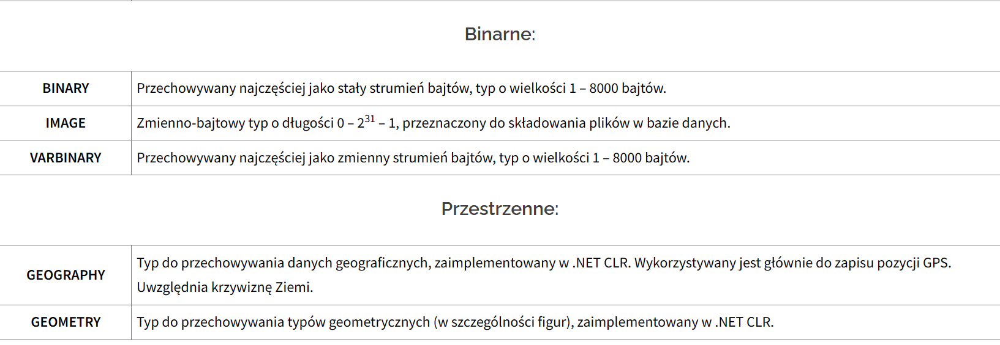 Binarne:
BINARY Przechowywany najczęściej jako stały strumień bajtów, typ o wielkości 1 – 8000 bajtów.
IMAGE Zmienno-bajtowy typ o długości 0 – 2³¹ – 1, przeznaczony do składowania plików w bazie danych.
VARBINARY Przechowywany najczęściej jako zmienny strumień bajtów, typ o wielkości 1 – 8000 bajtów.
Przestrzenne:
GEOGRAPHY Typ do przechowywania danych geograficznych, zaimplementowany w .NET CLR. Wykorzystywany jest głównie do zapisu pozycji GPS.
Uwzględnia krzywiznę Ziemi.
GEOMETRY Typ do przechowywania typów geometrycznych (w szczególności figur), zaimplementowany w .NET CLR.